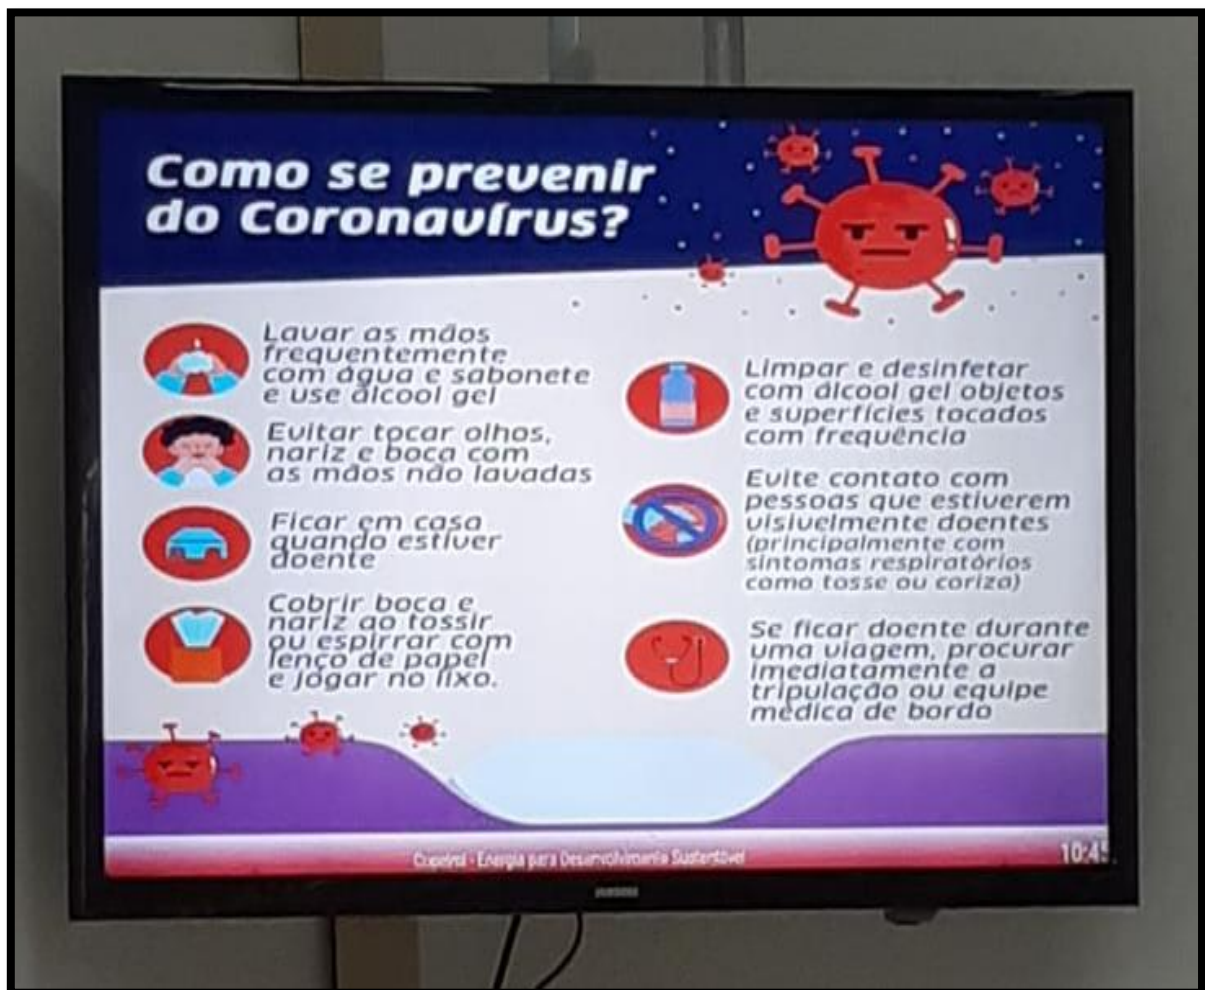 Como se prevenir
do Coronavírus?
Lavar as mãos
frequentemente
com água e sabonete
e use álcool gel
Evitar tocar olhos,
nariz e boca com
as mãos não lavadas
Ficar em casa
quando estiver
doente
Cobrir boca e
nariz ao tossir
ou espirrar com
lenço de papel
e jogar no lixo.
Limpar e desinfetar
com álcool gel objetos
e superfícies tocados
com frequência
Evite contato com
pessoas que estiverem
visivelmente doentes
(principalmente com
sintomas respiratórios
como tosse ou coriza)
Se ficar doente durante
uma viagem, procurar
imediatamente a
tripulação ou equipe
médica de bordo
- Energia para Desenvolvimento Sustentável
10:45
SAMSUNG